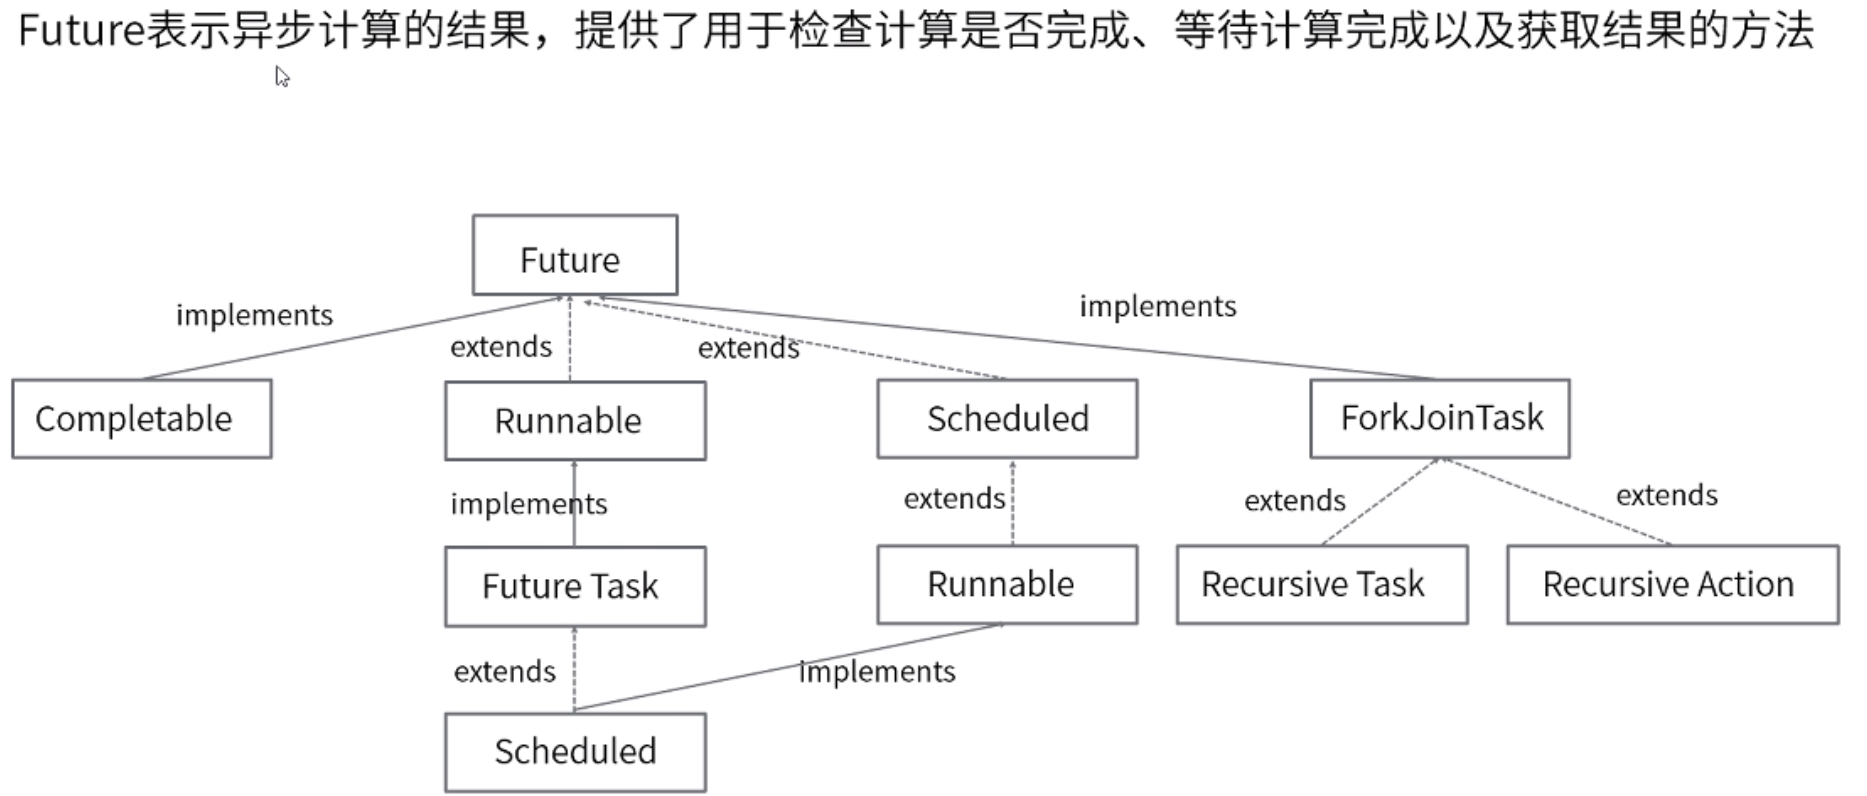 Future表示异步计算的结果，提供了用于检查计算是否完成、等待计算完成以及获取结果的方法
Future
implements
implements
extends
extends
Completable
Runnable
Scheduled
ForkJoinTask
implements
extends
extends
extends
Future Task
Runnable
Recursive Task
Recursive Action
extends
implements
Scheduled